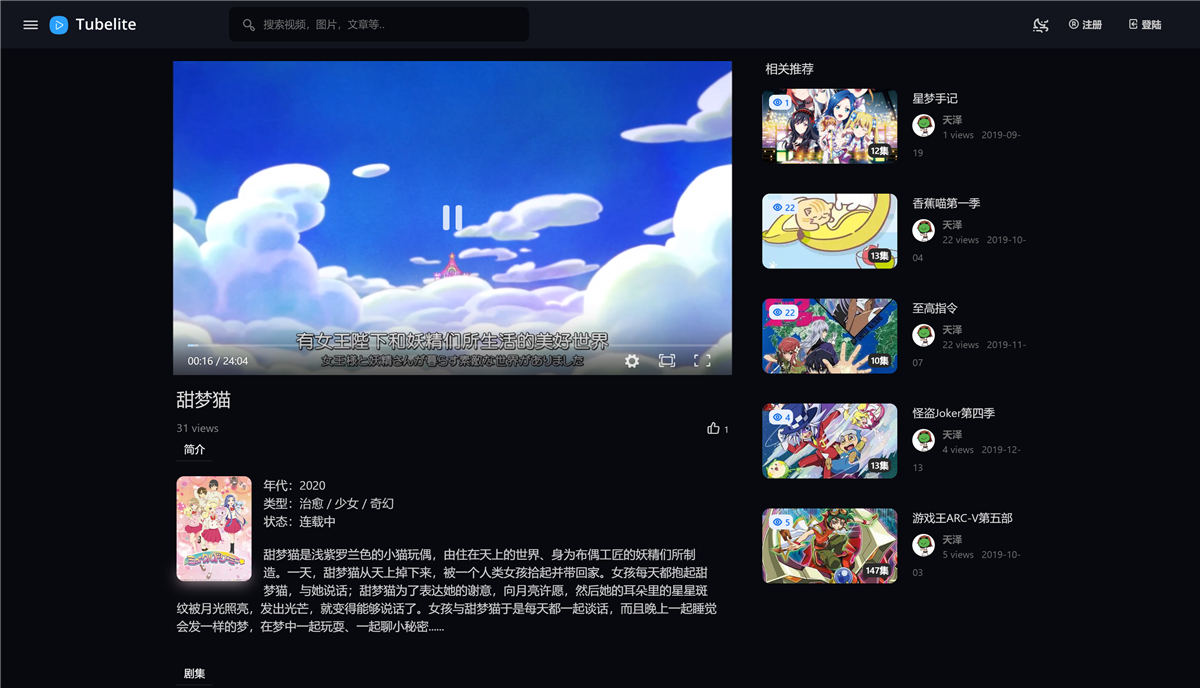 Tubelite
搜索视频，图片，文章等..
注册
登陆
有女王陛下和妖精们所生活的美好世界
女王様と妖精さんが暮らす素敵な世界がありました
00:16 / 24:04
甜梦猫
31 views
1
简介
年代：2020
类型：治愈 / 少女 / 奇幻
状态：连载中
甜梦猫是浅紫罗兰色的小猫玩偶，由住在天上的世界、身为布偶工匠的妖精们所制
造。一天，甜梦猫从天上掉下来，被一个人类女孩拾起并带回家。女孩每天都抱起甜
梦猫，与她说话；甜梦猫为了表达她的谢意，向月亮许愿，然后她的耳朵里的星星斑
纹被月光照亮，发出光芒，就变得能够说话了。女孩与甜梦猫于是每天都一起谈话，而且晚上一起睡觉
会发一样的梦，在梦中一起玩耍、一起聊小秘密......
剧集
相关推荐
1
12集
星梦手记
天泽
1 views 2019-09-
19
22
13集
香蕉喵第一季
天泽
22 views 2019-10-
04
22
10集
至高指令
天泽
22 views 2019-11-
07
4
13集
怪盗Joker第四季
天泽
4 views 2019-12-
13
5
147集
游戏王ARC-V第五部
天泽
5 views 2019-10-
03